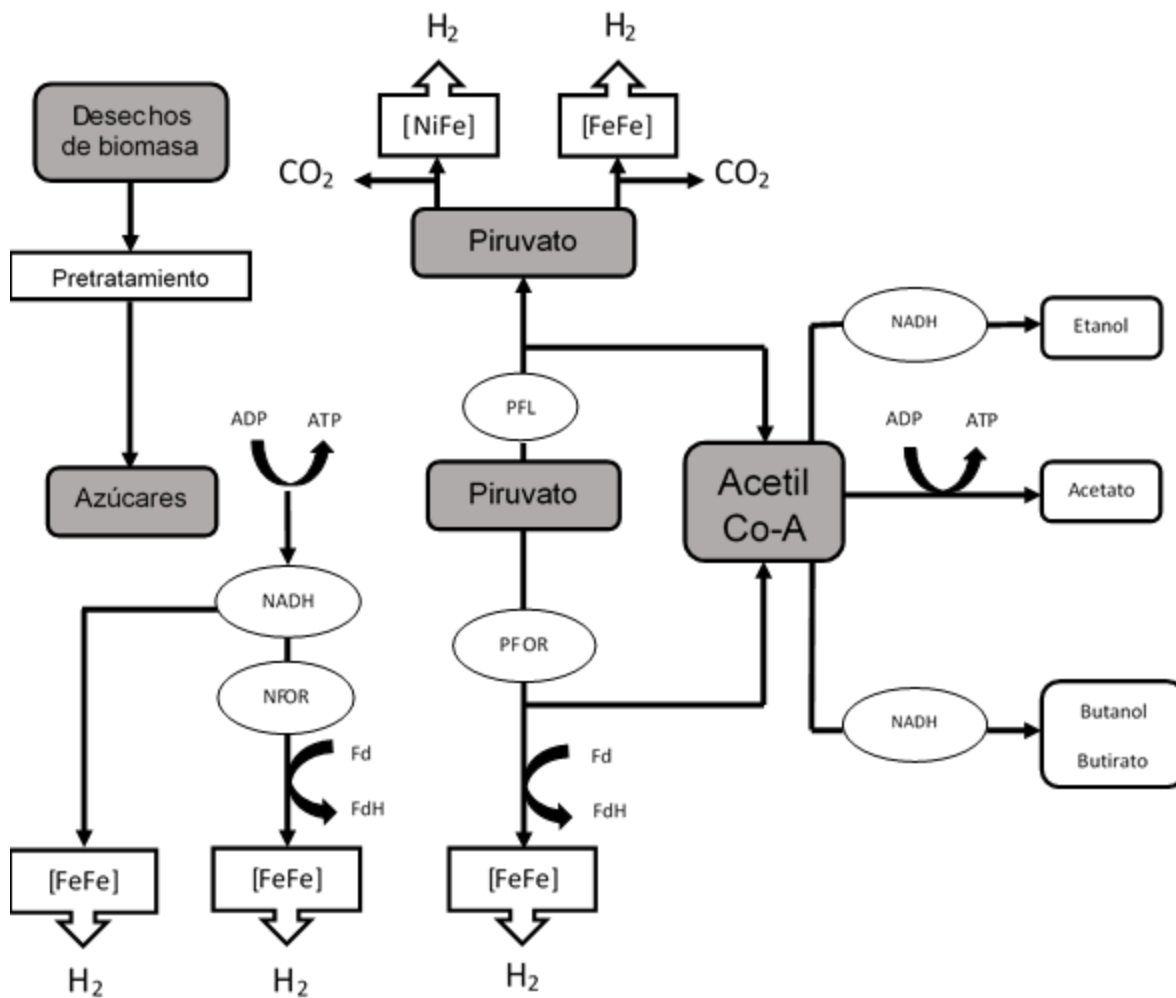 H₂
H₂
Desechos
de biomasa
[NiFe]
[FeFe]
CO₂
CO₂
Piruvato
Pretratamiento
NADH
Etanol
PFL
ADP
ATP
ADP
ATP
Azúcares
Piruvato
Acetil
Co-A
Acetato
NADH
PFOR
NFOR
NADH
Butanol
Butirato
Fd
FdH
Fd
FdH
[FeFe]
[FeFe]
[FeFe]
H₂
H₂
H₂